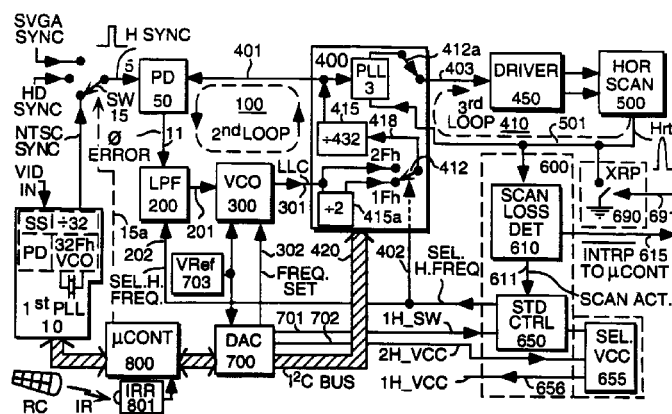 SVGA
SYNC
H SYNC
HD
SYNC
SW
15
NTSC
SYNC
Ø
ERROR
VID
IN
5
PD
50
11
401
100
2nd LOOP
LPF
200
201
VCO
300
LLC
301
400
PLL
3
412a
403
415
÷432
418
412
2Fh
1Fh
÷2
415a
DRIVER
450
HOR
SCAN
500
3rd
LOOP
410
501
Hrt
600
XRP
690
691
SCAN
LOSS
DET
610
INTRP 615
TO µCONT
611
SCAN ACT.
SS
÷32
PD
32Fh
VCO
1st PLL
10
15a
202
SEL.H.
FREQ.
VRef
703
302
FREQ.
SET
420
402
SEL.
H.FREQ
µCONT
800
DAC
700
701
702
1H_SW
STD
CTRL
650
2H_VCC
1H_VCC
656
SEL.
VCC
655
I²C BUS
RC
IR
IRR
801